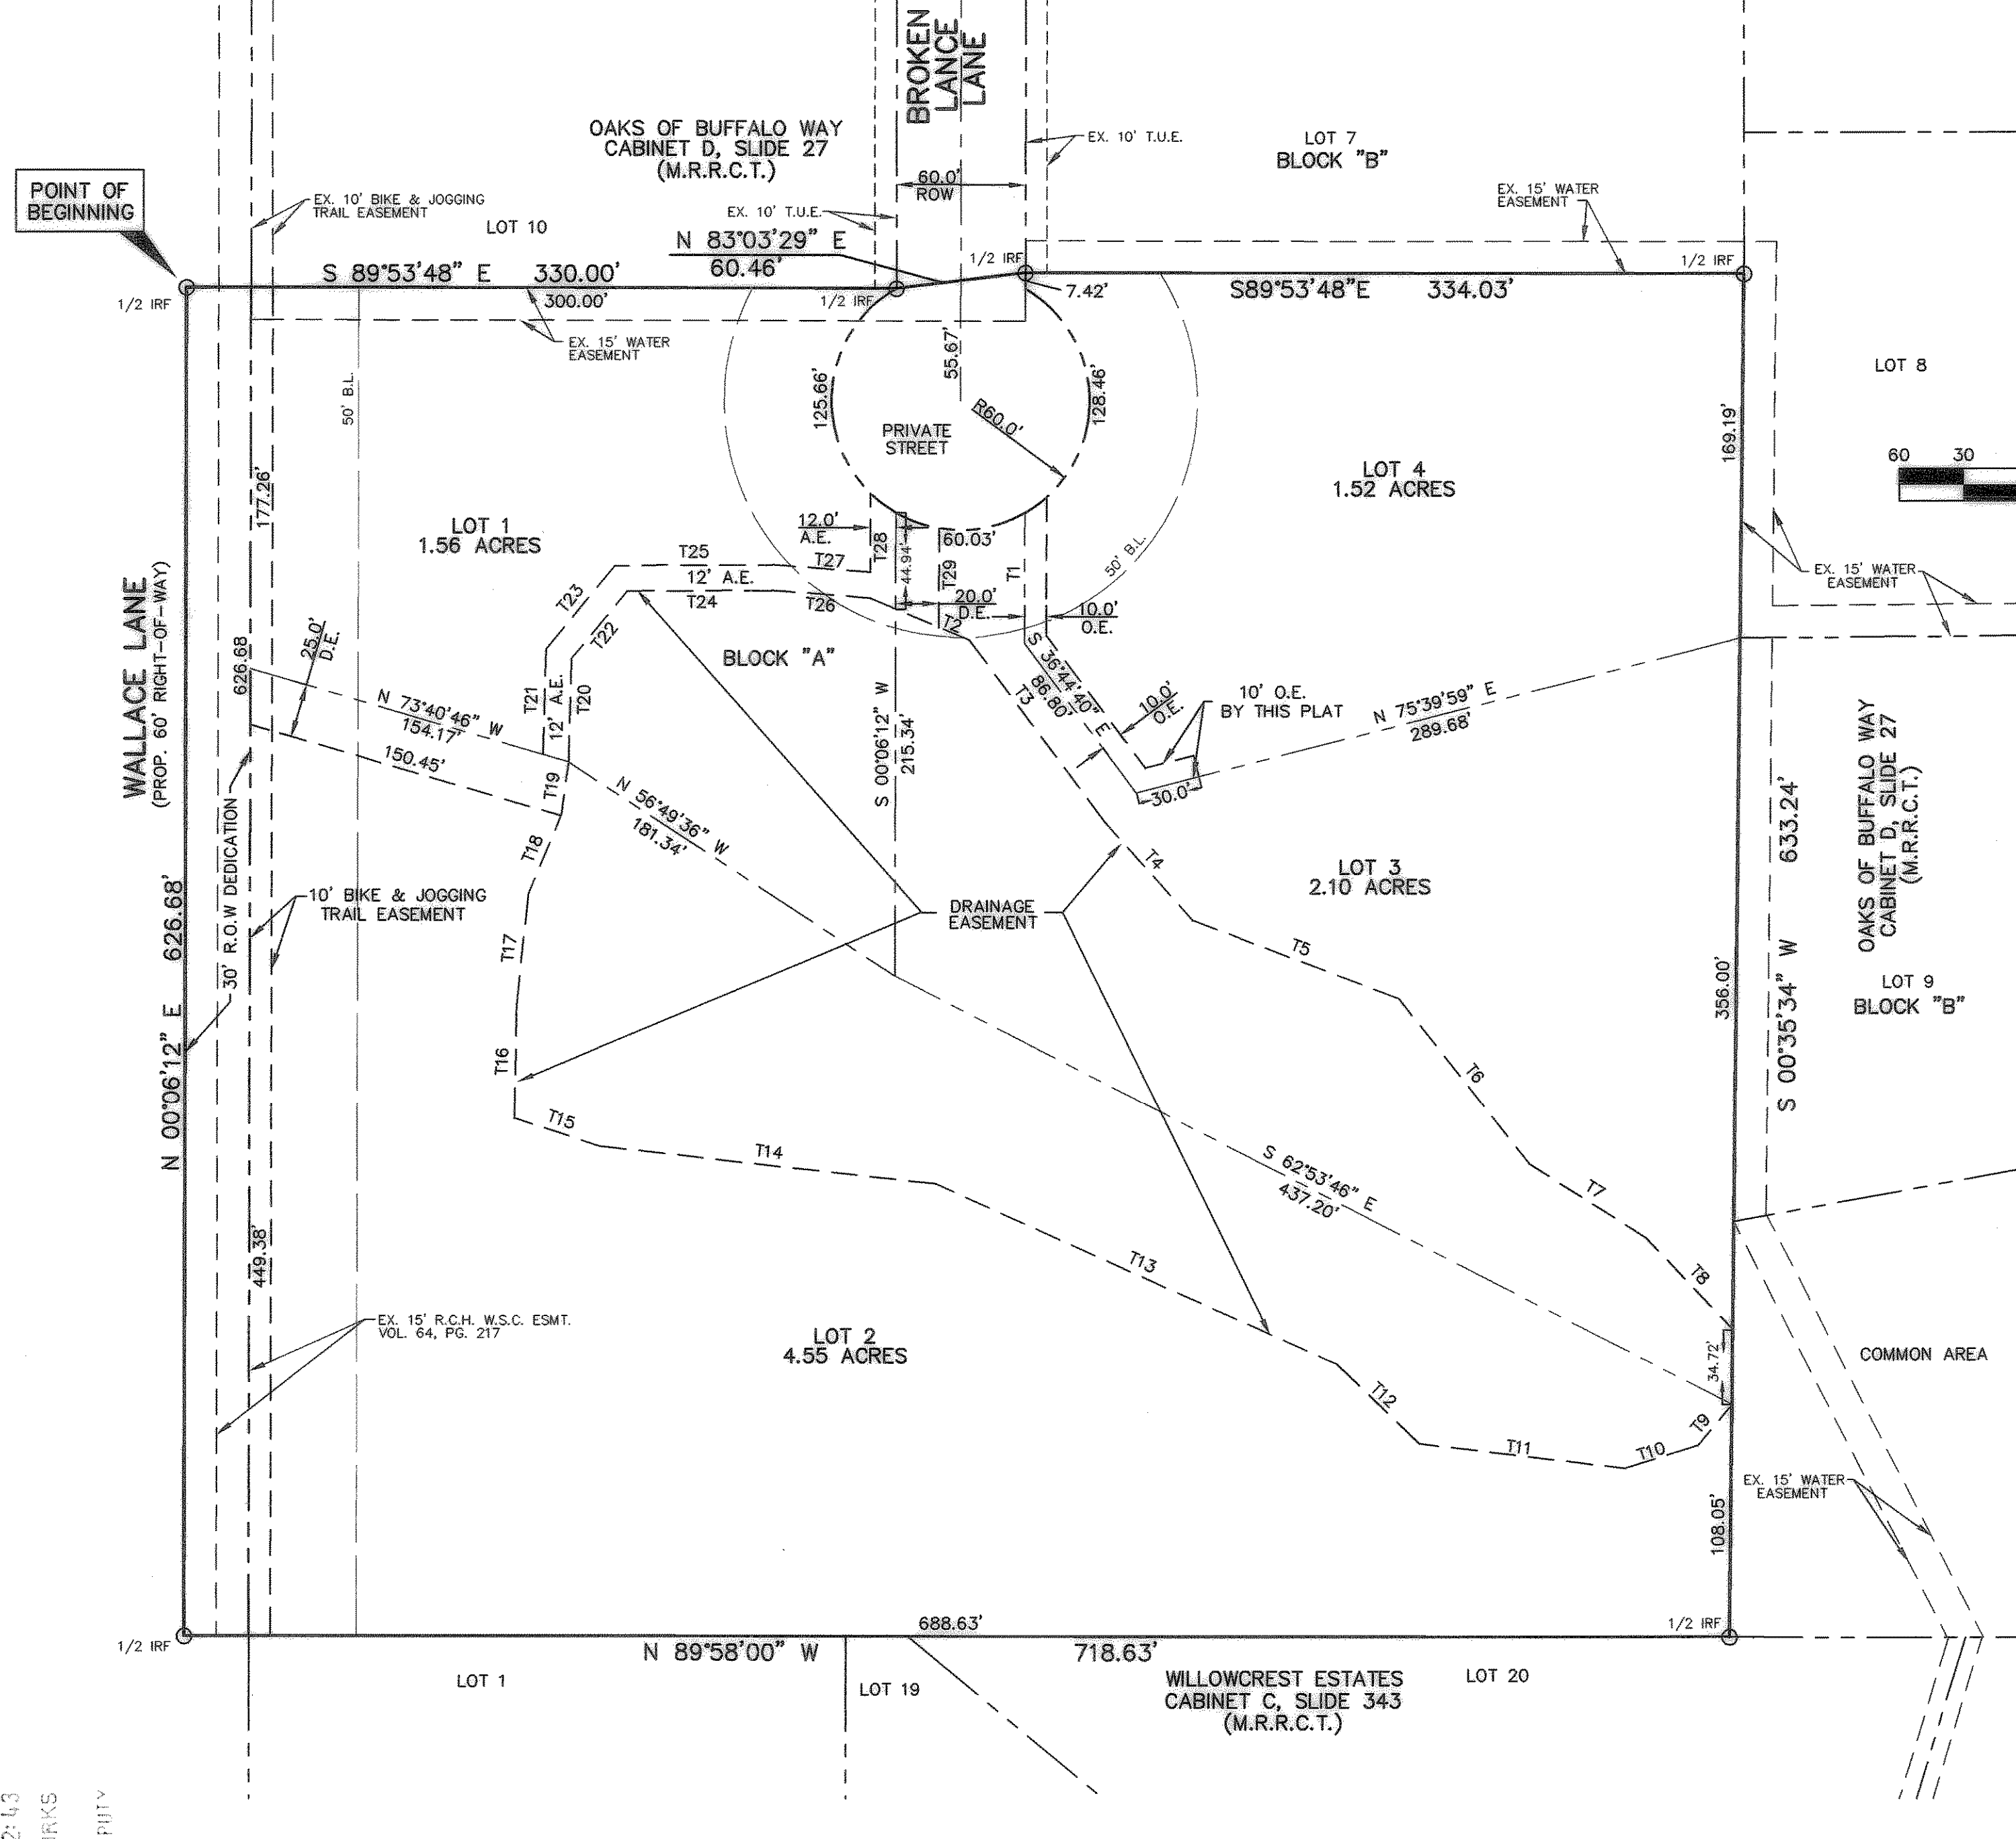 BROKEN
LANCE
LANE
OAKS OF BUFFALO WAY
CABINET D, SLIDE 27
(M.R.R.C.T.)
EX. 10' T.U.E.
LOT 7
BLOCK "B"
POINT OF
BEGINNING
EX. 10' BIKE & JOGGING
TRAIL EASEMENT
LOT 10
60.0'
ROW
EX. 10' T.U.E.
EX. 15' WATER
EASEMENT
N 83°03'29" E
60.46'
S 89°53'48" E 330.00'
300.00'
1/2 IRF
1/2 IRF
1/2 IRF
1/2 IRF
7.42'
S89°53'48"E 334.03'
EX. 15' WATER
EASEMENT
50' B.L.
55.67'
125.66'
128.46'
R60.0'
PRIVATE
STREET
LOT 8
169.19'
60 30
LOT 4
1.52 ACRES
177.26'
LOT 1
1.56 ACRES
12.0'
A.E.
T28
44.94'
60.03'
T29
T1
50' B.L.
20.0'
D.E.
10.0'
O.E.
EX. 15' WATER
EASEMENT
T25
12' A.E.
T24
T27
T26
T23
T22
T2
T3
BLOCK "A"
WALLACE LANE
(PROP. 60' RIGHT-OF-WAY)
626.68
25.0'
D.E.
T21
12' A.E.
T20
N 73°40'46" W
154.17'
150.45'
S 00°06'12" W
215.34'
S 36°44'40" E
86.80'
10.0'
O.E.
10' O.E.
BY THIS PLAT
N 75°39'59" E
289.68'
30.0'
T19
T18
N 56°49'36" W
181.34'
T4
OAKS OF BUFFALO WAY
CABINET D, SLIDE 27
(M.R.R.C.T.)
633.24'
S 00°35'34" W
30' R.O.W DEDICATION
10' BIKE & JOGGING
TRAIL EASEMENT
DRAINAGE
EASEMENT
LOT 3
2.10 ACRES
T5
T17
356.00'
LOT 9
BLOCK "B"
N 00°06'12" E 626.68'
T16
T15
T14
T6
T7
S 62°53'46" E
437.20'
T8
T13
449.38'
EX. 15' R.C.H. W.S.C. ESMT.
VOL. 64, PG. 217
LOT 2
4.55 ACRES
34.72'
COMMON AREA
T12
T11
T10
T9
EX. 15' WATER
EASEMENT
108.05'
1/2 IRF
688.63'
1/2 IRF
N 89°58'00" W 718.63'
LOT 1
LOT 19
WILLOWCREST ESTATES
CABINET C, SLIDE 343
(M.R.R.C.T.)
LOT 20
2:43